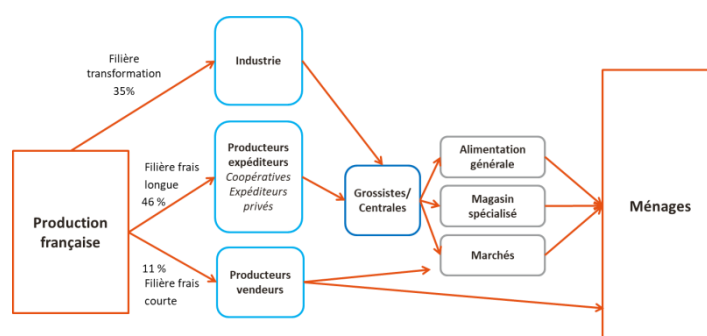 Filière
transformation
35%
Industrie
Production
française
Filière frais
longue
46 %
Producteurs
expéditeurs
Coopératives
Expéditeurs
privés
11 %
Filière frais
courte
Producteurs
vendeurs
Grossistes/
Centrales
Alimentation
générale
Magasin
spécialisé
Marchés
Ménages